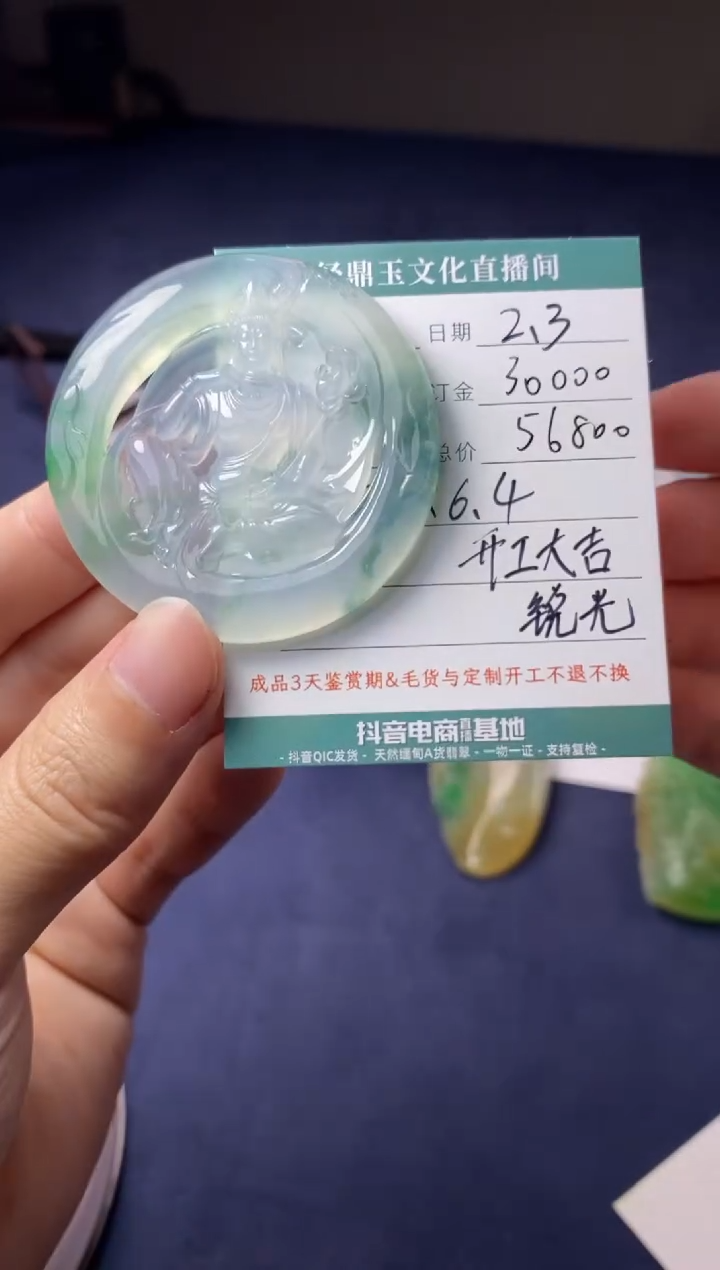 鼎玉文化直播间
日期 2、3
订金 30000
总价 56800
、6、4
开工大吉
锐光
成品3天鉴赏期&毛货与定制开工不退不换
抖音电商直播基地
- 抖音QIC发货 - 天然缅甸A货翡翠 - 一物一证 - 支持复检 -